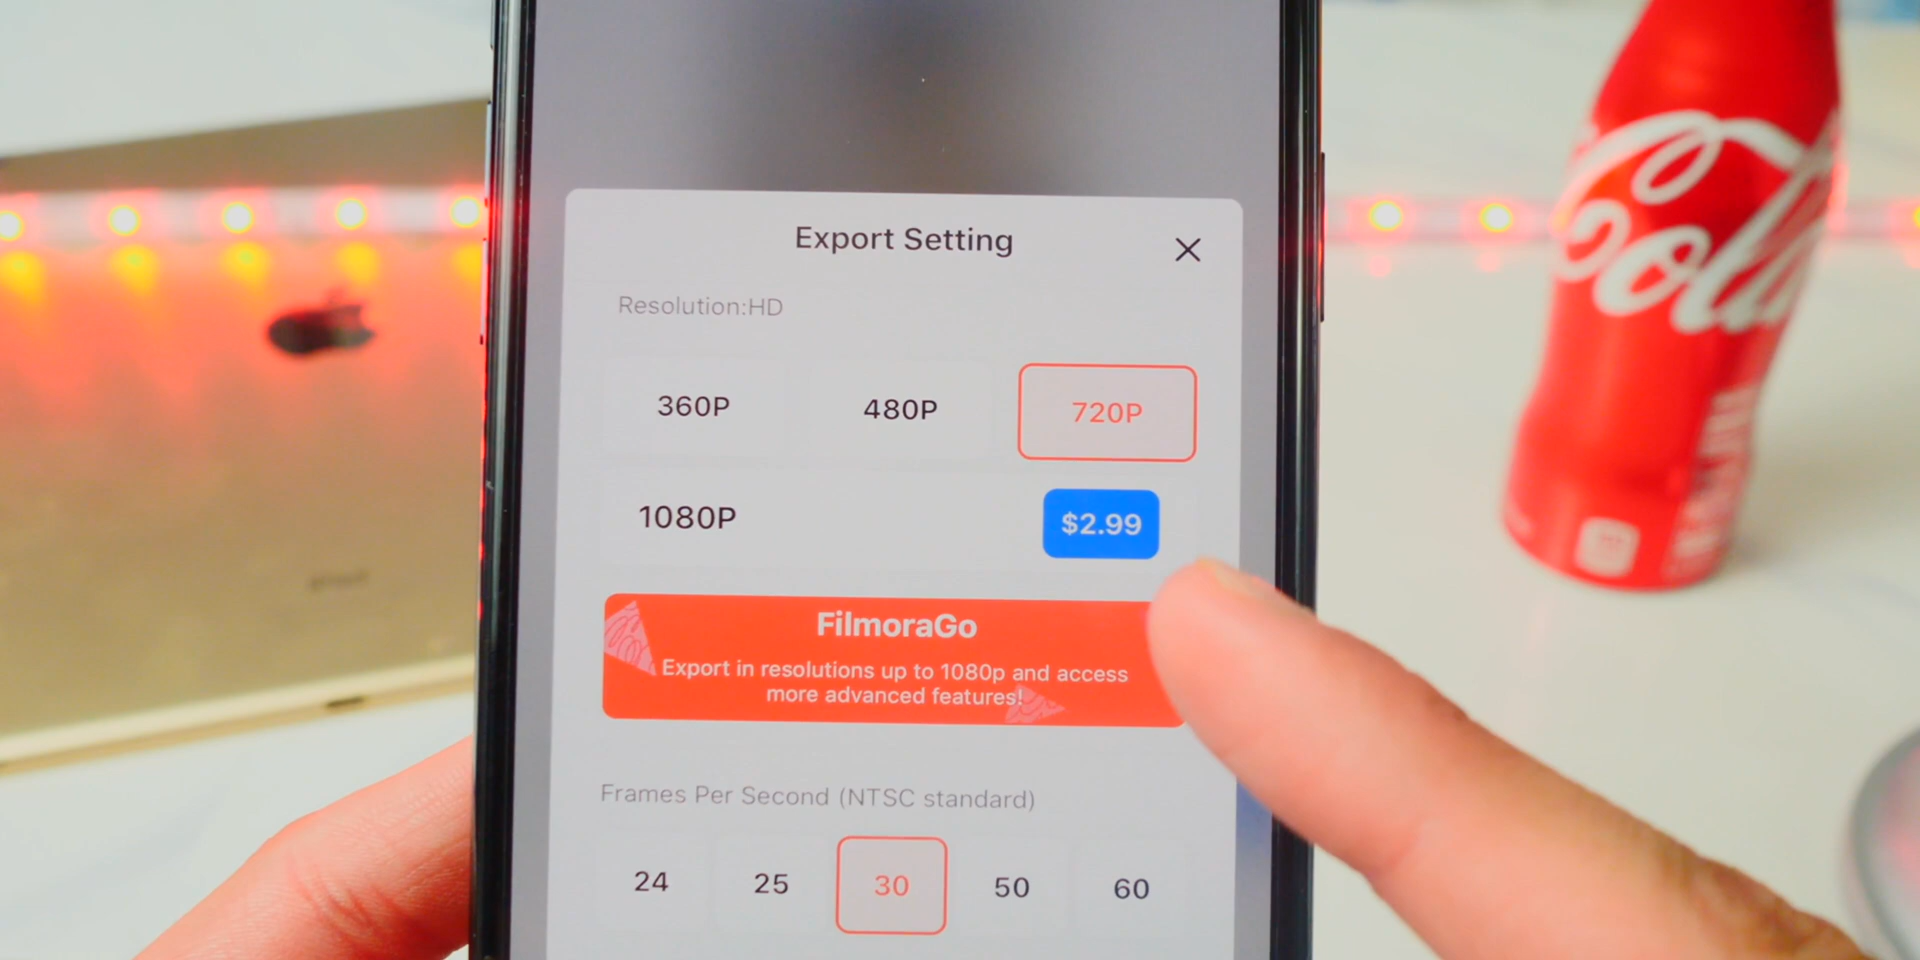 Export Setting
Resolution:HD
360P
480P
720P
1080P
$2.99
FilmoraGo
Export in resolutions up to 1080p and access
more advanced features!
Frames Per Second (NTSC standard)
24
25
30
50
60